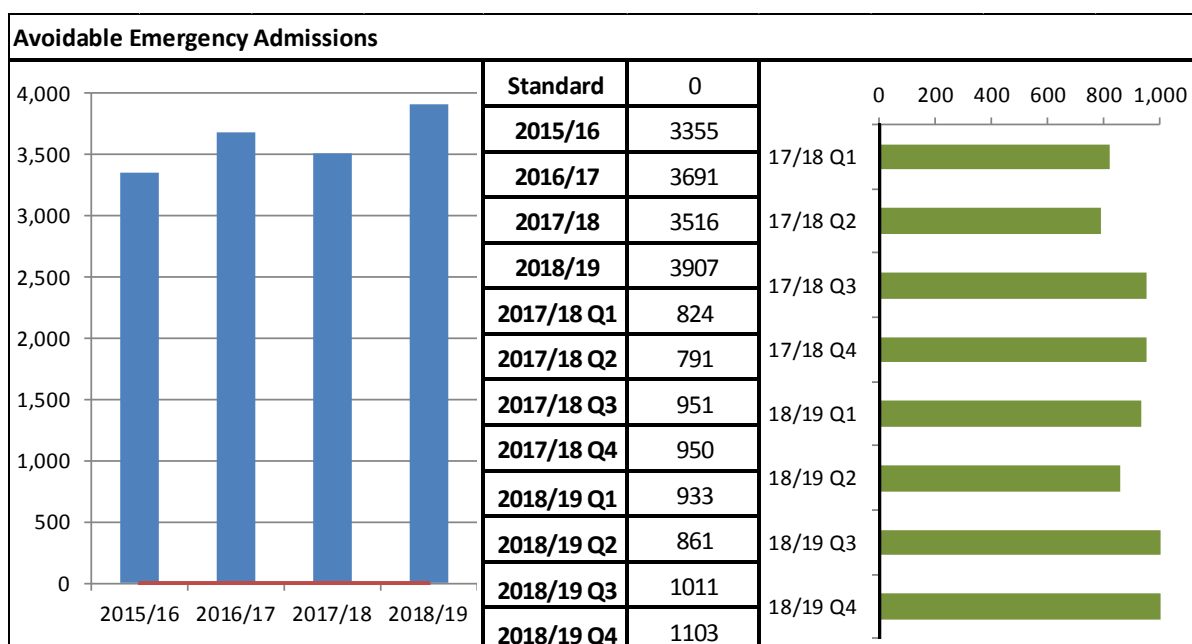 Avoidable Emergency Admissions
4,000
3,500
3,000
2,500
2,000
1,500
1,000
500
0
2015/16 2016/17 2017/18 2018/19
Standard 0
2015/16 3355
2016/17 3691
2017/18 3516
2018/19 3907
2017/18 Q1 824
2017/18 Q2 791
2017/18 Q3 951
2017/18 Q4 950
2018/19 Q1 933
2018/19 Q2 861
2018/19 Q3 1011
2018/19 Q4 1103
0 200 400 600 800 1,000
17/18 Q1
17/18 Q2
17/18 Q3
17/18 Q4
18/19 Q1
18/19 Q2
18/19 Q3
18/19 Q4